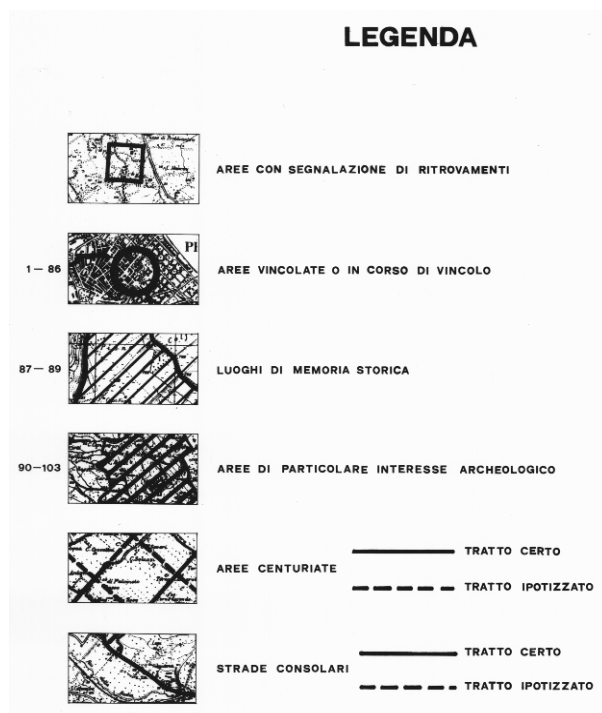 LEGENDA
AREE CON SEGNALAZIONE DI RITROVAMENTI
1 — 86 AREE VINCOLATE O IN CORSO DI VINCOLO
87 — 89 LUOGHI DI MEMORIA STORICA
90—103 AREE DI PARTICOLARE INTERESSE ARCHEOLOGICO
AREE CENTURIATE
TRATTO CERTO
TRATTO IPOTIZZATO
STRADE CONSOLARI
TRATTO CERTO
TRATTO IPOTIZZATO